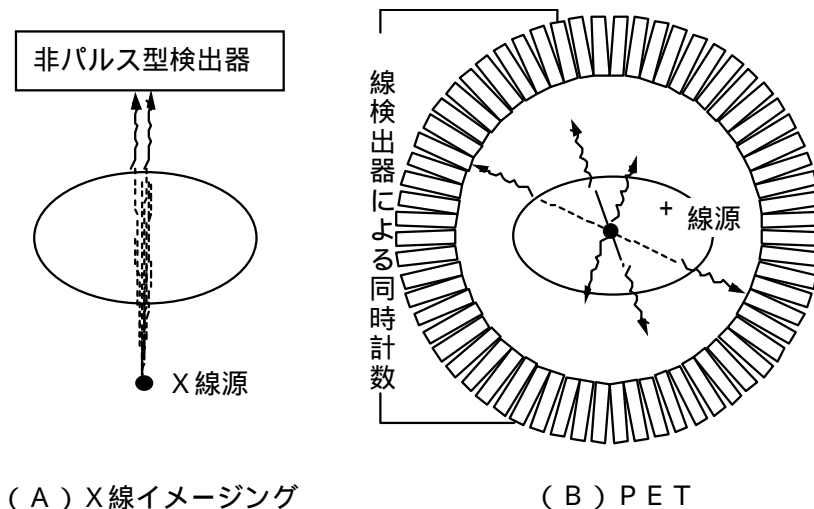 非パルス型検出器
X線源
(A)X線イメージング
線検出器による同時計数
+ 線源
(B)PET